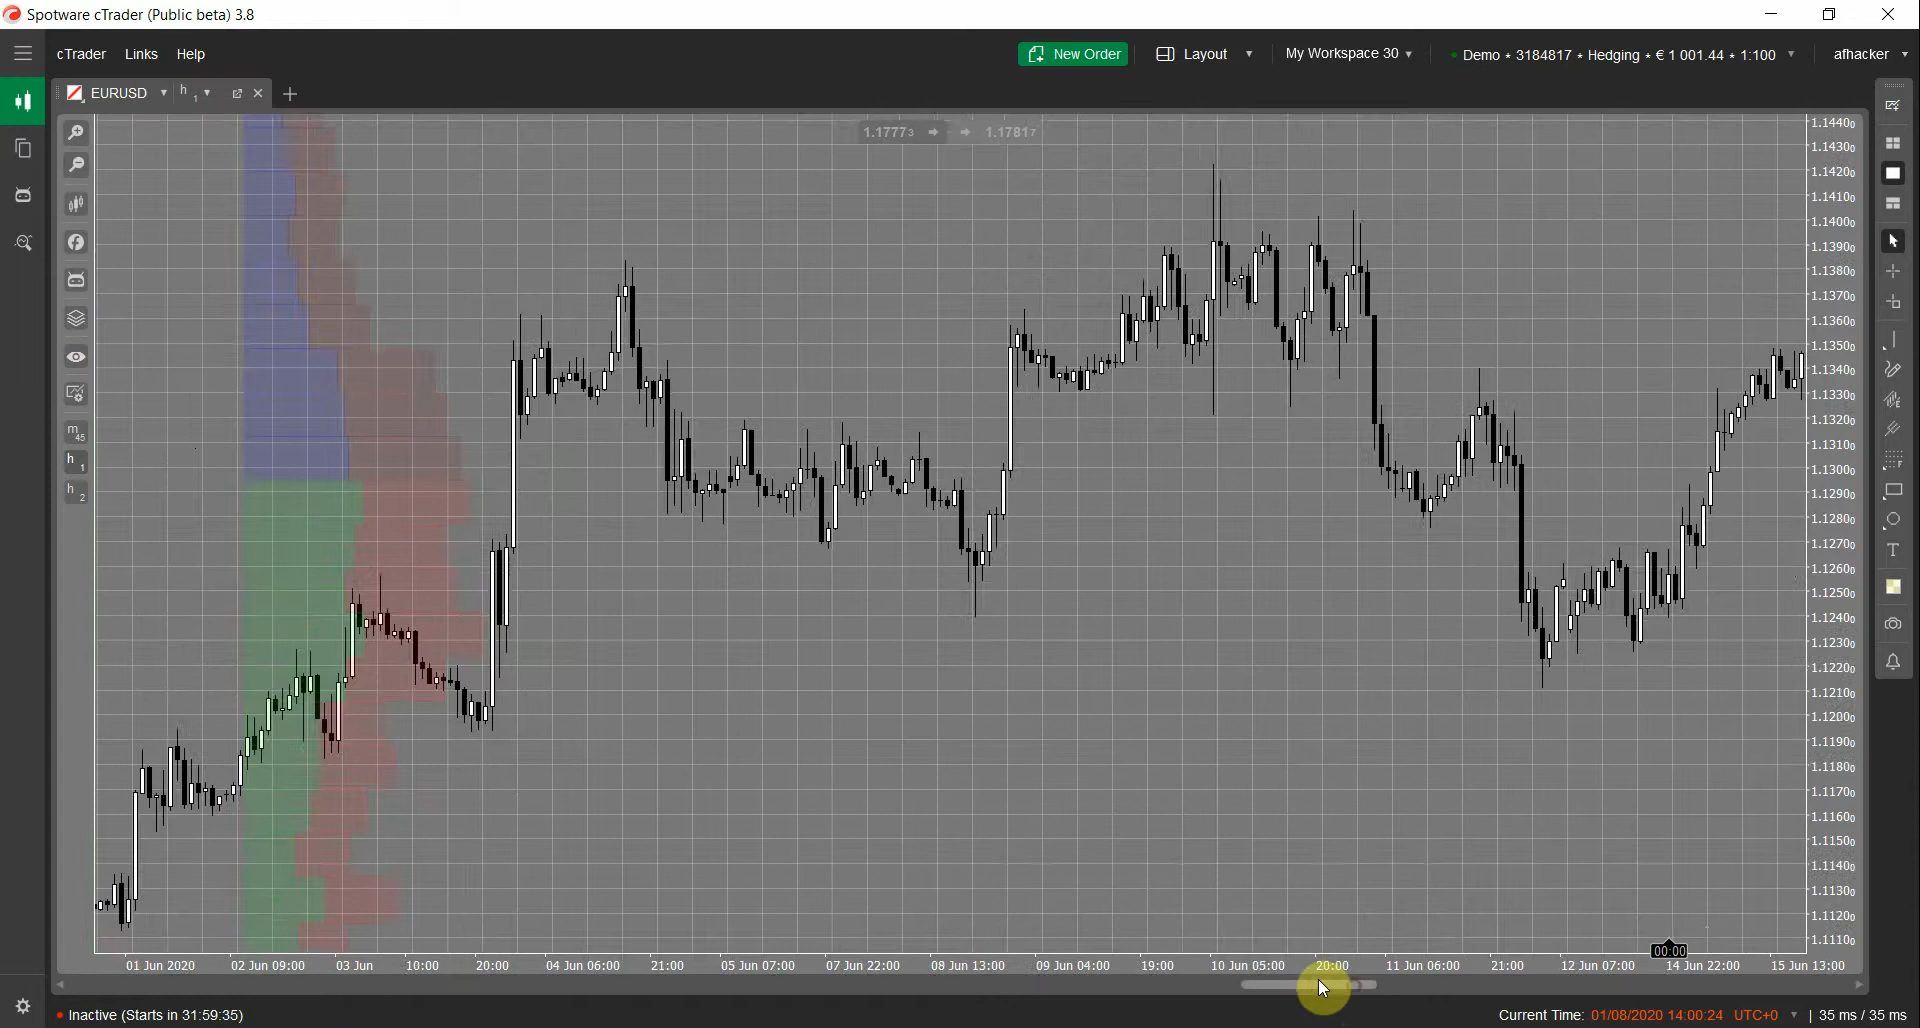 Spotware cTrader (Public beta) 3.8
cTrader Links Help
New Order
Layout
My Workspace 30
Demo • 3184817 • Hedging • € 1 001.44 • 1:100
afhacker
EURUSD
h 1
1.17773
1.17817
m 45
h 1
h 2
1.14400
1.14300
1.14200
1.14100
1.14000
1.13900
1.13800
1.13700
1.13600
1.13500
1.13400
1.13300
1.13200
1.13100
1.13000
1.12900
1.12800
1.12700
1.12600
1.12500
1.12400
1.12300
1.12200
1.12100
1.12000
1.11900
1.11800
1.11700
1.11600
1.11500
1.11400
1.11300
1.11200
1.11100
T
00:00
01 Jun 2020 02 Jun 09:00 03 Jun 10:00 20:00 04 Jun 06:00 21:00 05 Jun 07:00 07 Jun 22:00 08 Jun 13:00 09 Jun 04:00 19:00 10 Jun 05:00 20:00 11 Jun 06:00 21:00 12 Jun 07:00 14 Jun 22:00 15 Jun 13:00
Inactive (Starts in 31:59:35)
Current Time: 01/08/2020 14:00:24 UTC+0 | 35 ms / 35 ms